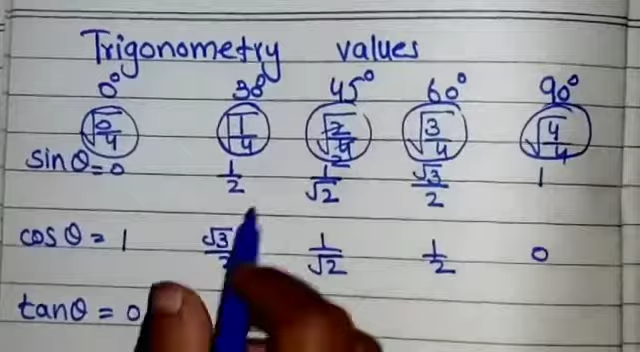 Trigonometry values
0° 30° 45° 60° 90°
√0/4 √1/4 √2/4 2 √3/4 √4/4
sinθ = 0 1/2 1/√2 √3/2 1
cosθ = 1 √3/ 1/√2 1/2 0
tanθ = 0